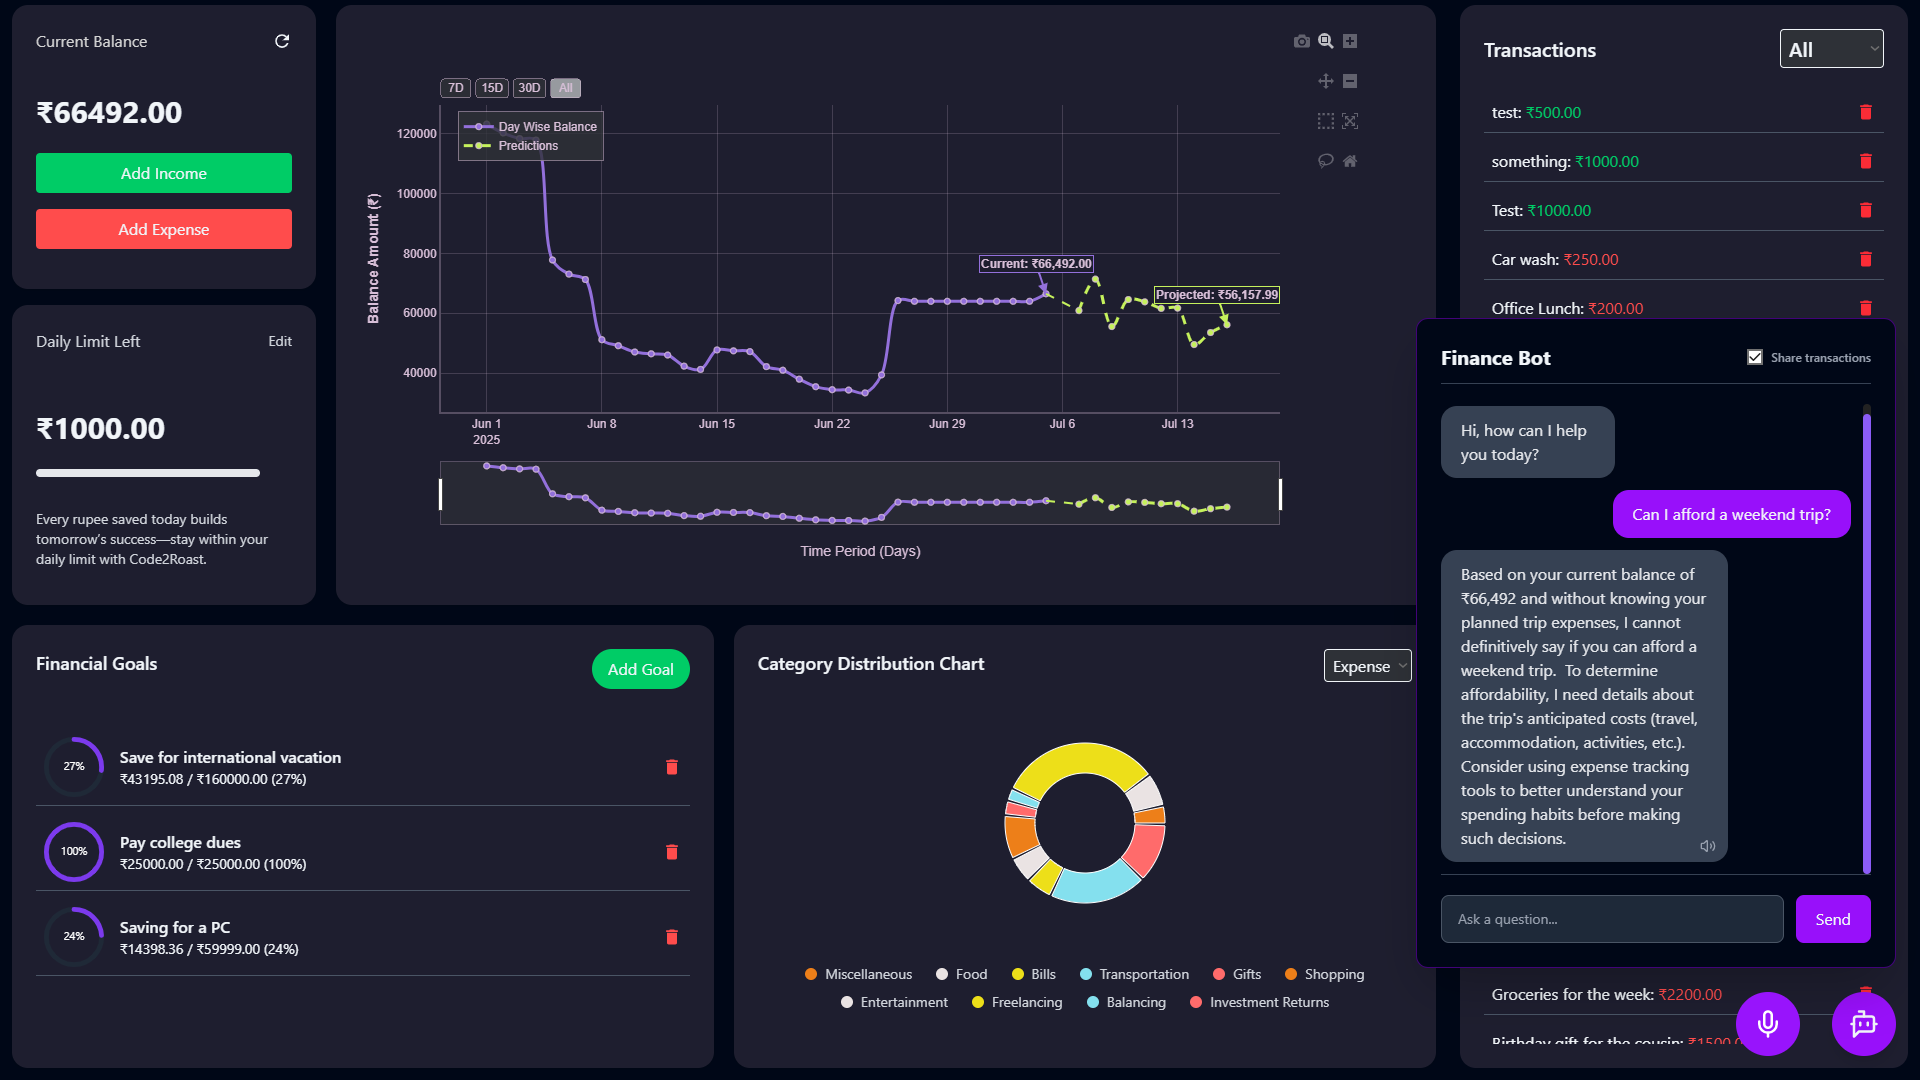 Current Balance
₹66492.00
Add Income
Add Expense
Daily Limit Left
Edit
₹1000.00
Every rupee saved today builds
tomorrow's success—stay within your
daily limit with Code2Roast.
7D 15D 30D All
Day Wise Balance
Predictions
Balance Amount (₹)
120000
100000
80000
60000
40000
Current: ₹66,492.00
Projected: ₹56,157.99
Jun 1 Jun 8 Jun 15 Jun 22 Jun 29 Jul 6 Jul 13
2025
Time Period (Days)
Transactions
All
test: ₹500.00
something: ₹1000.00
Test: ₹1000.00
Car wash: ₹250.00
Office Lunch: ₹200.00
Finance Bot
Share transactions
Hi, how can I help
you today?
Can I afford a weekend trip?
Based on your current balance of
₹66,492 and without knowing your
planned trip expenses, I cannot
definitively say if you can afford a
weekend trip. To determine
affordability, I need details about
the trip's anticipated costs (travel,
accommodation, activities, etc.).
Consider using expense tracking
tools to better understand your
spending habits before making
such decisions.
Ask a question...
Send
Groceries for the week: ₹2200.00
Birthday gift for the cousin: ₹1500.0
Financial Goals
Add Goal
27%
Save for international vacation
₹43195.08 / ₹160000.00 (27%)
100%
Pay college dues
₹25000.00 / ₹25000.00 (100%)
24%
Saving for a PC
₹14398.36 / ₹59999.00 (24%)
Category Distribution Chart
Expense
Miscellaneous Food Bills Transportation Gifts Shopping
Entertainment Freelancing Balancing Investment Returns